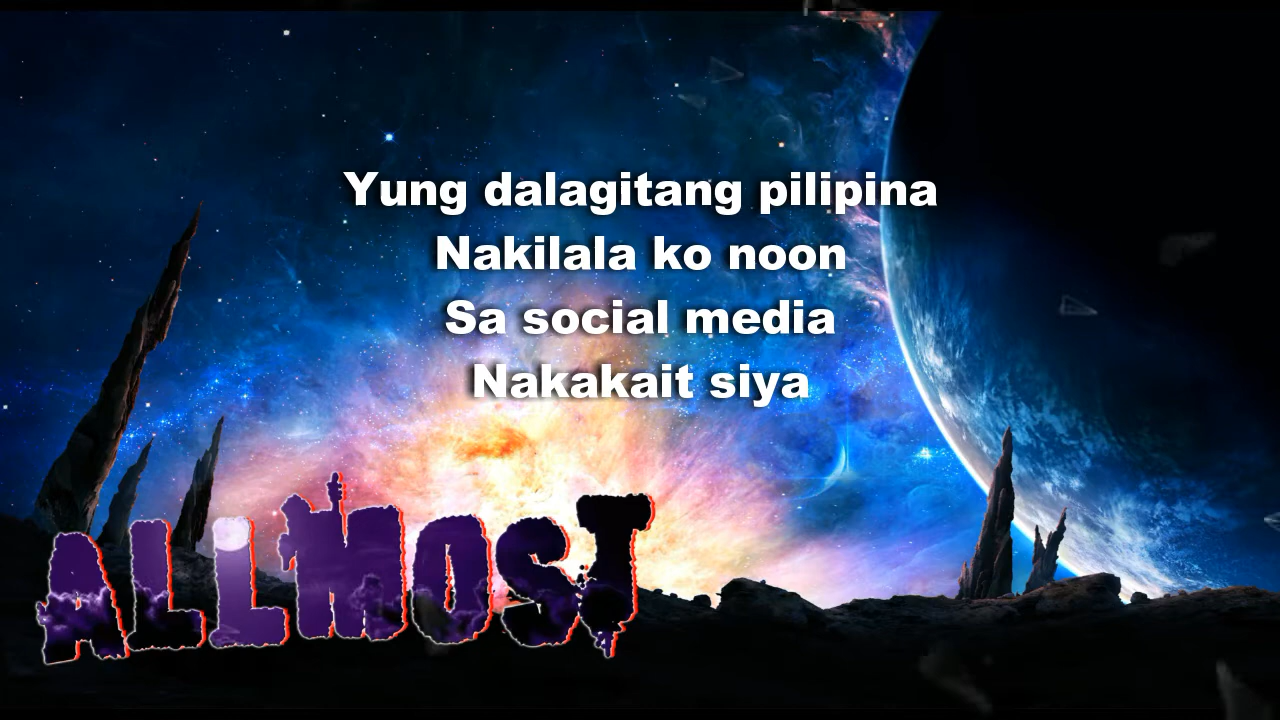 Yung dalagitang pilipina
Nakilala ko noon
Sa social media
Nakakait siya
ALLMOST